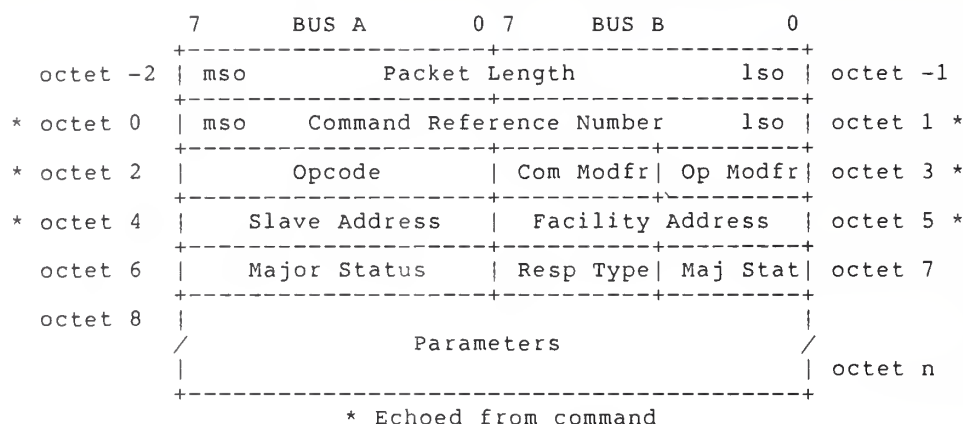 7 BUS A 0 7 BUS B 0
octet -2 | mso Packet Length lso | octet -1
* octet 0 | mso Command Reference Number lso | octet 1 *
* octet 2 | Opcode | Com Modfr| Op Modfr| octet 3 *
* octet 4 | Slave Address | Facility Address | octet 5 *
octet 6 | Major Status | Resp Type| Maj Stat| octet 7
octet 8
/ Parameters /
| | octet n
* Echoed from command